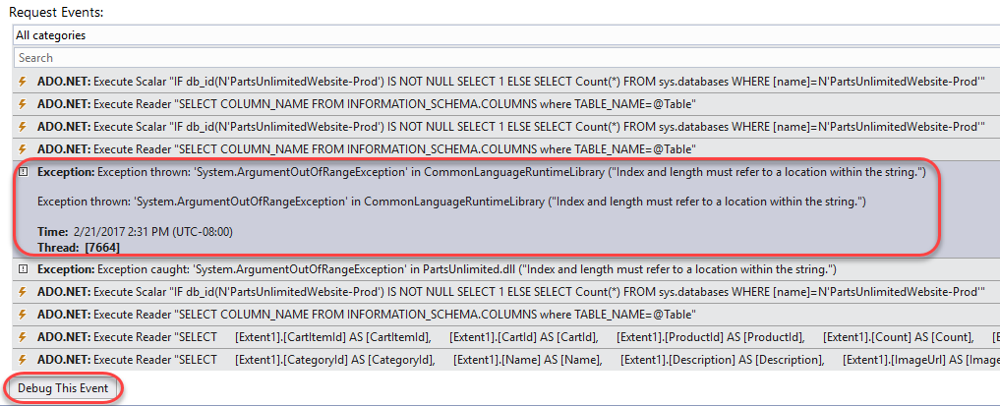 Request Events:
All categories
Search
ADO.NET: Execute Scalar "IF db_id(N'PartsUnlimitedWebsite-Prod') IS NOT NULL SELECT 1 ELSE SELECT Count(*) FROM sys.databases WHERE [name]=N'PartsUnlimitedWebsite-Prod'"
ADO.NET: Execute Reader "SELECT COLUMN_NAME FROM INFORMATION_SCHEMA.COLUMNS where TABLE_NAME=@Table"
ADO.NET: Execute Scalar "IF db_id(N'PartsUnlimitedWebsite-Prod') IS NOT NULL SELECT 1 ELSE SELECT Count(*) FROM sys.databases WHERE [name]=N'PartsUnlimitedWebsite-Prod'"
ADO.NET: Execute Reader "SELECT COLUMN_NAME FROM INFORMATION_SCHEMA.COLUMNS where TABLE_NAME=@Table"
Exception: Exception thrown: 'System.ArgumentOutOfRangeException' in CommonLanguageRuntimeLibrary ("Index and length must refer to a location within the string.")
Exception thrown: 'System.ArgumentOutOfRangeException' in CommonLanguageRuntimeLibrary ("Index and length must refer to a location within the string.")
Time: 2/21/2017 2:31 PM (UTC-08:00)
Thread: [7664]
Exception: Exception caught: 'System.ArgumentOutOfRangeException' in PartsUnlimited.dll ("Index and length must refer to a location within the string.")
ADO.NET: Execute Scalar "IF db_id(N'PartsUnlimitedWebsite-Prod') IS NOT NULL SELECT 1 ELSE SELECT Count(*) FROM sys.databases WHERE [name]=N'PartsUnlimitedWebsite-Prod'"
ADO.NET: Execute Reader "SELECT COLUMN_NAME FROM INFORMATION_SCHEMA.COLUMNS where TABLE_NAME=@Table"
ADO.NET: Execute Reader "SELECT [Extent1].[CartItemId] AS [CartItemId], [Extent1].[CartId] AS [CartId], [Extent1].[ProductId] AS [ProductId], [Extent1].[Count] AS [Count],
ADO.NET: Execute Reader "SELECT [Extent1].[CategoryId] AS [CategoryId], [Extent1].[Name] AS [Name], [Extent1].[Description] AS [Description], [Extent1].[ImageUrl] AS [Image
Debug This Event